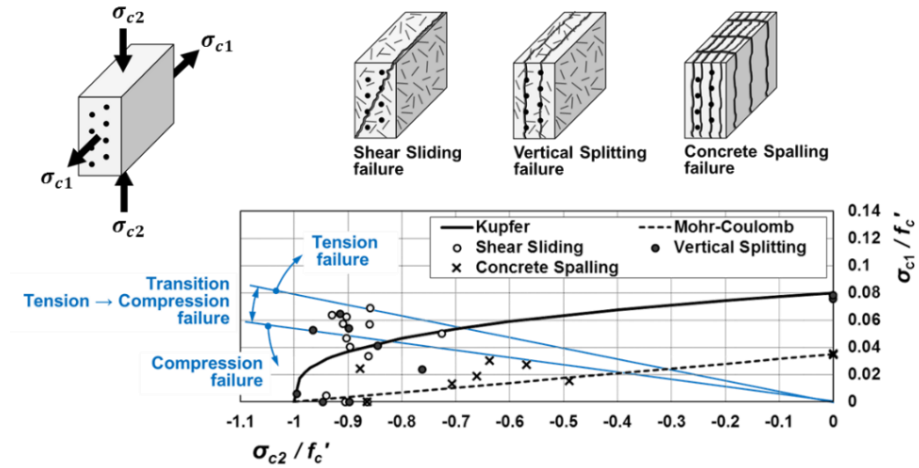 σc2
σc1
σc1
σc2
Shear Sliding
failure
Vertical Splitting
failure
Concrete Spalling
failure
Kupfer
Mohr-Coulomb
Shear Sliding
Vertical Splitting
Concrete Spalling
Tension
failure
Transition
Tension → Compression
failure
Compression
failure
0.14
0.12
0.10
0.08
0.06
0.04
0.02
0
σc1 / fc'
-1.1
-1
-0.9
-0.8
-0.7
-0.6
-0.5
-0.4
-0.3
-0.2
-0.1
0
σc2 / fc'